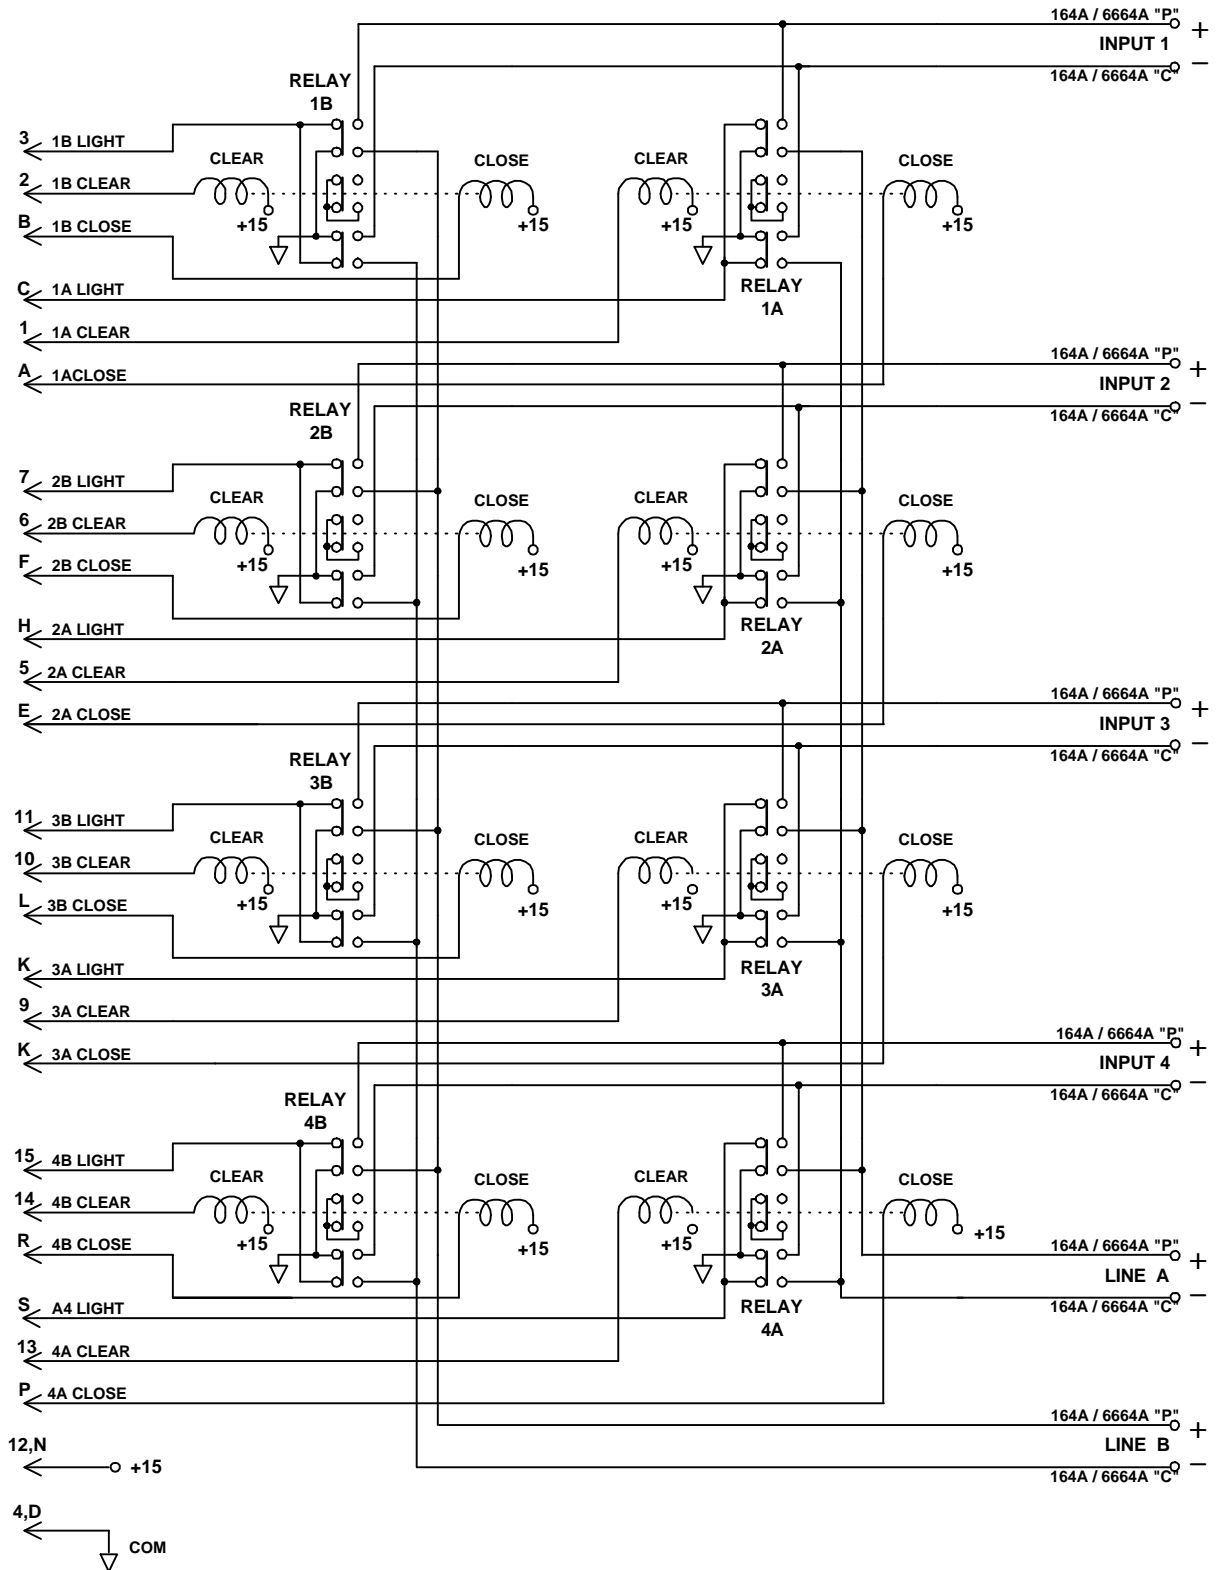 164A / 6664A "P"
+
INPUT 1
−
164A / 6664A "C"
RELAY
1B
3 1B LIGHT
CLEAR
CLOSE
CLEAR
CLOSE
2 1B CLEAR
+15
+15
+15
+15
B 1B CLOSE
RELAY
1A
C 1A LIGHT
1 1A CLEAR
A 1ACLOSE
164A / 6664A "P"
+
INPUT 2
−
164A / 6664A "C"
RELAY
2B
7 2B LIGHT
CLEAR
CLOSE
CLEAR
CLOSE
6 2B CLEAR
+15
+15
+15
+15
F 2B CLOSE
RELAY
2A
H 2A LIGHT
5 2A CLEAR
E 2A CLOSE
164A / 6664A "P"
+
INPUT 3
−
164A / 6664A "C"
RELAY
3B
11 3B LIGHT
CLEAR
CLOSE
CLEAR
CLOSE
10 3B CLEAR
+15
+15
+15
+15
L 3B CLOSE
RELAY
3A
K 3A LIGHT
9 3A CLEAR
K 3A CLOSE
164A / 6664A "P"
+
INPUT 4
−
164A / 6664A "C"
RELAY
4B
15 4B LIGHT
CLEAR
CLOSE
CLEAR
CLOSE
14 4B CLEAR
+15
+15
+15
+15
R 4B CLOSE
164A / 6664A "P"
+
LINE A
−
164A / 6664A "C"
RELAY
4A
S A4 LIGHT
13 4A CLEAR
P 4A CLOSE
164A / 6664A "P"
+
LINE B
−
164A / 6664A "C"
12,N
+15
4,D
COM